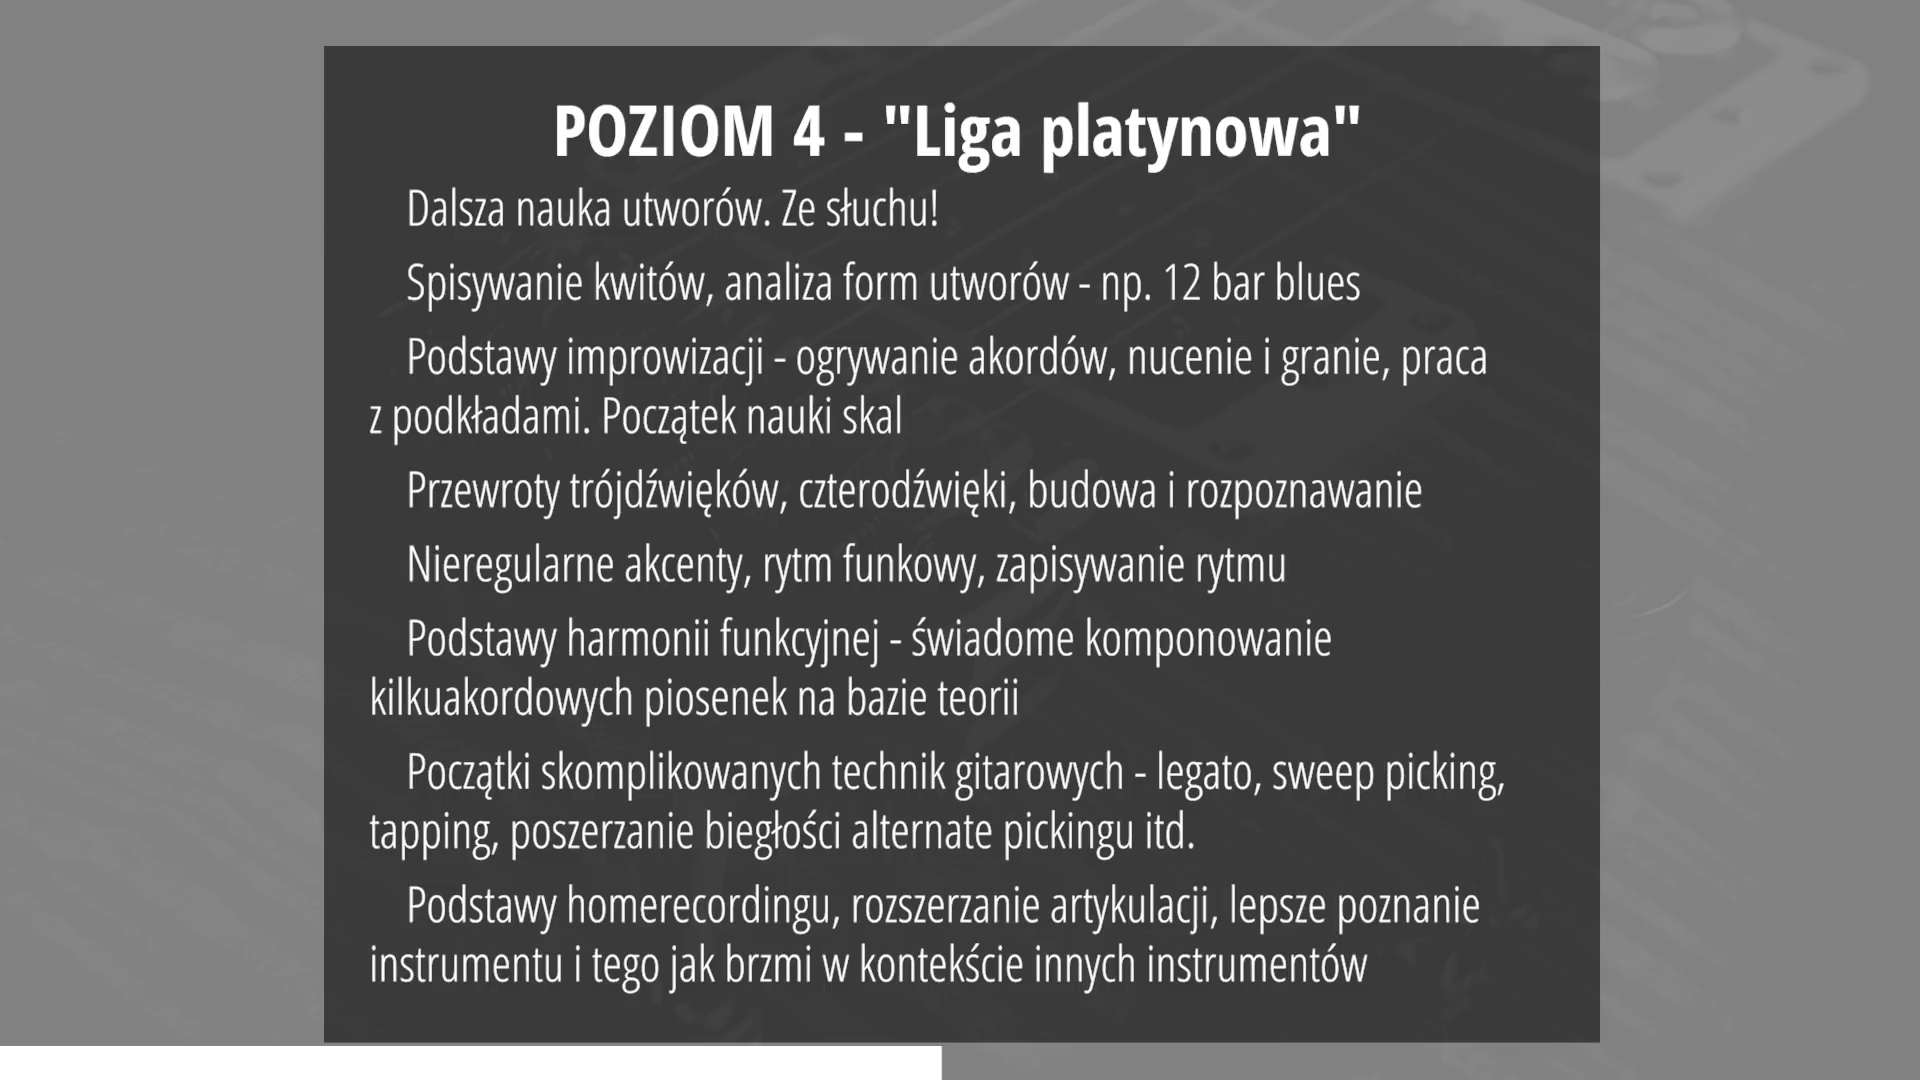 POZIOM 4 - "Liga platynowa"
Dalsza nauka utworów. Ze słuchu!
Spisywanie kwitów, analiza form utworów - np. 12 bar blues
Podstawy improwizacji - ogrywanie akordów, nucenie i granie, praca
z podkładami. Początek nauki skal
Przewroty trójdźwięków, czterodźwięki, budowa i rozpoznawanie
Nieregularne akcenty, rytm funkowy, zapisywanie rytmu
Podstawy harmonii funkcyjnej - świadome komponowanie
kilkuakordowych piosenek na bazie teorii
Początki skomplikowanych technik gitarowych - legato, sweep picking,
tapping, poszerzanie biegłości alternate pickingu itd.
Podstawy homerecordingu, rozszerzanie artykulacji, lepsze poznanie
instrumentu i tego jak brzmi w kontekście innych instrumentów